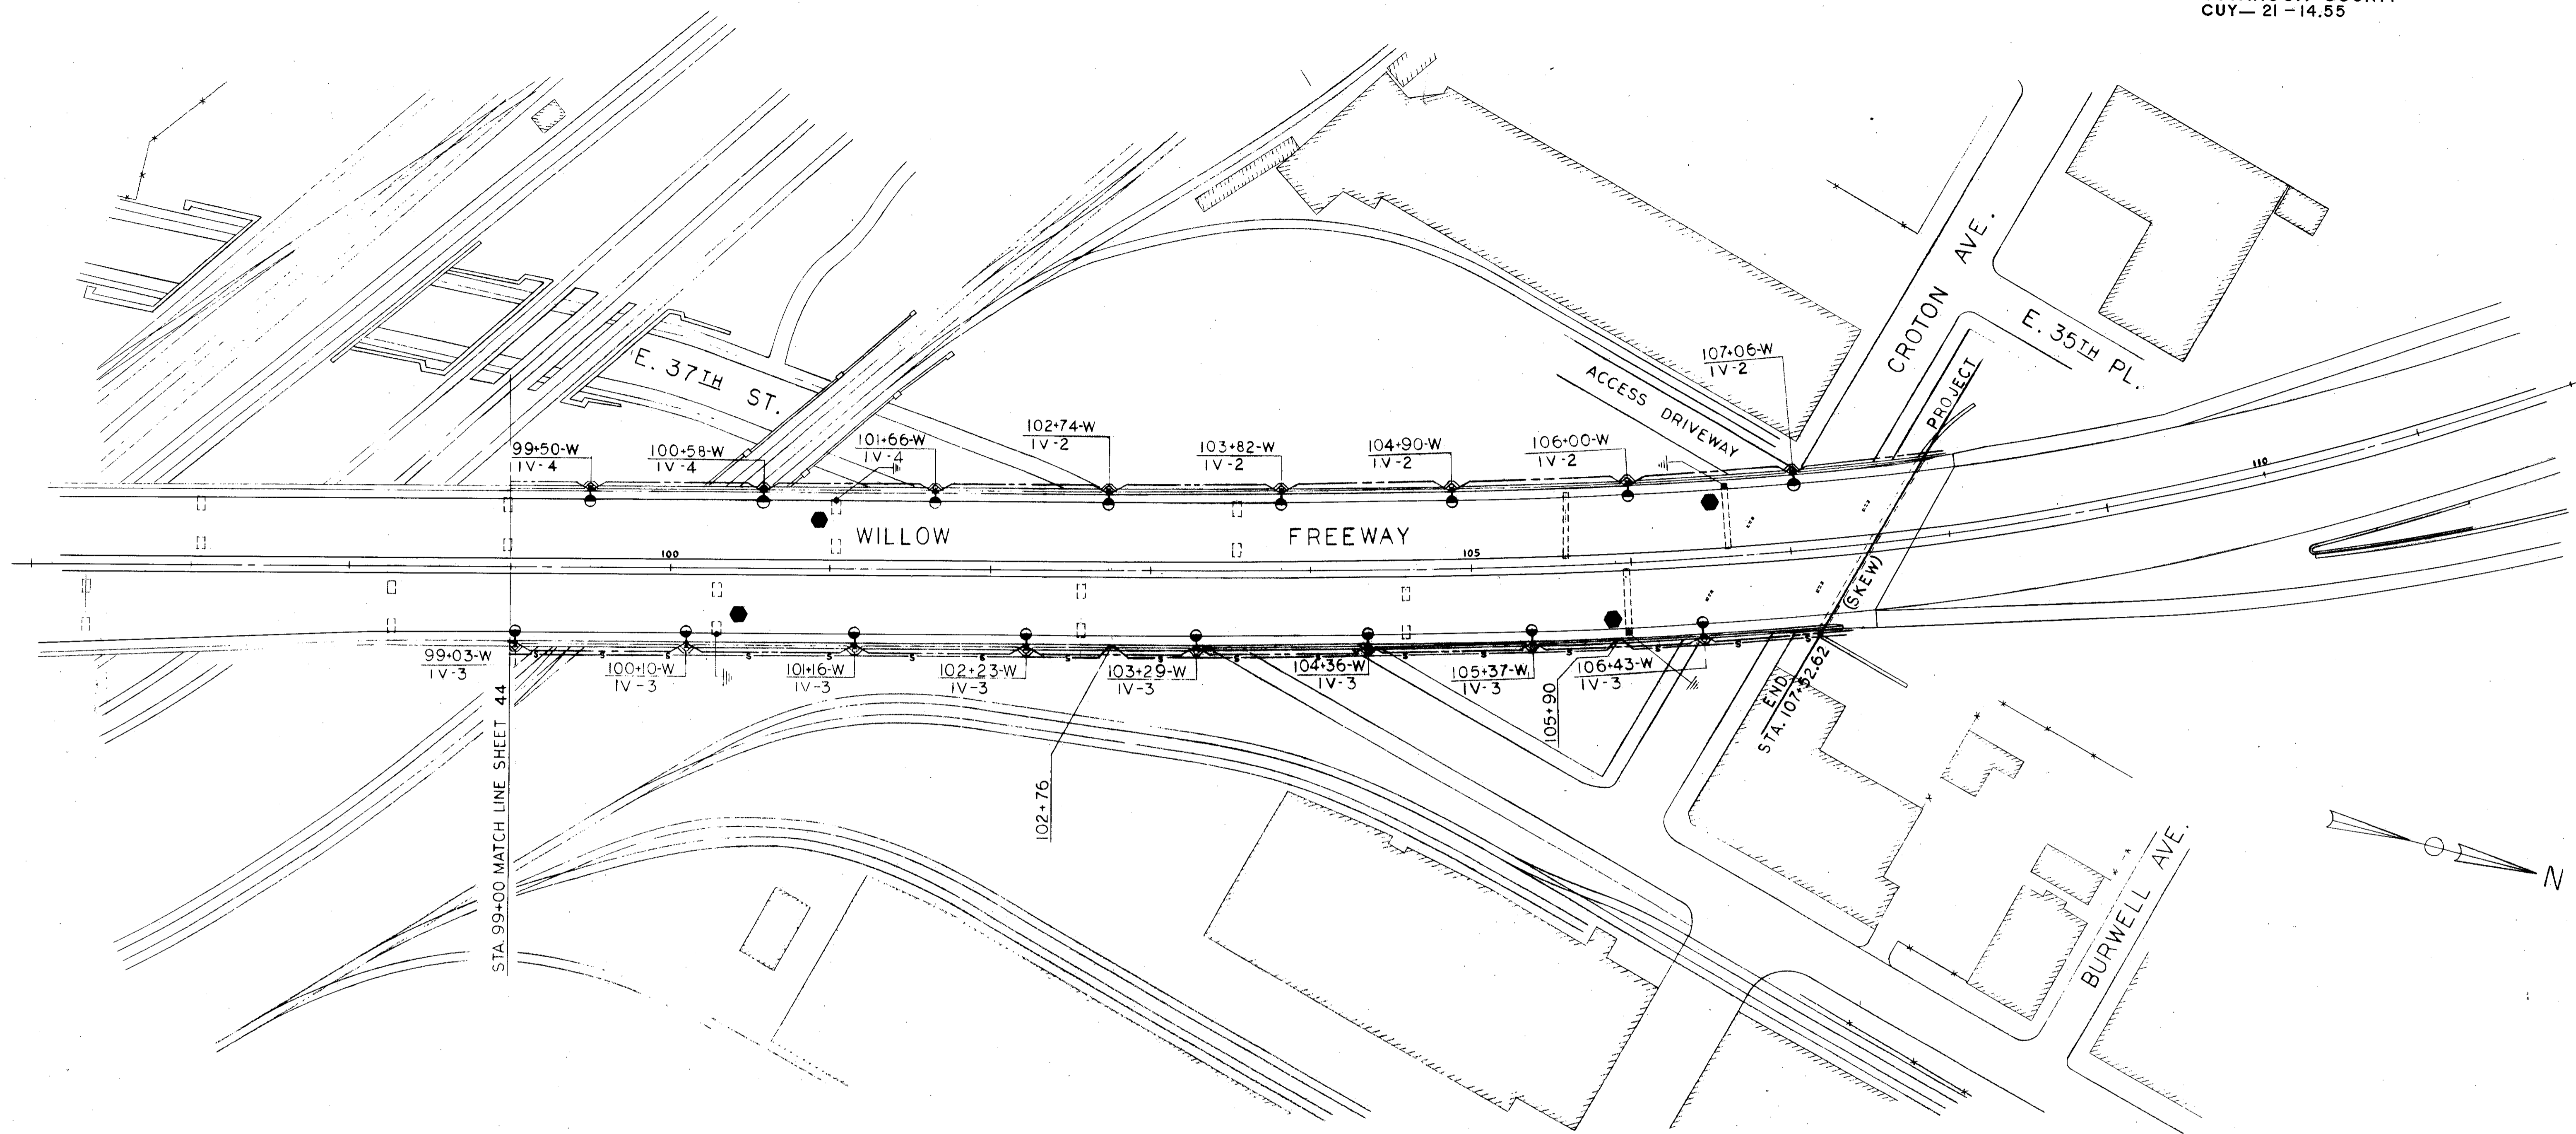 CUY— 21 – 14.55
CROTON AVE.
E. 35TH PL.
E. 37TH ST.
ACCESS DRIVEWAY
PROJECT
107+06-W
IV-2
99+50-W
IV-4
100+58-W
IV-4
101+66-W
IV-4
102+74-W
IV-2
103+82-W
IV-2
104+90-W
IV-2
106+00-W
IV-2
110
WILLOW FREEWAY
100
105
(SKEW)
S S S S S S S S S S S S
99+03-W
IV-3
100+10-W
IV-3
101+16-W
IV-3
102+23-W
IV-3
103+29-W
IV-3
104+36-W
IV-3
105+37-W
IV-3
106+43-W
IV-3
END
STA. 107+52.62
105+90
102+76
STA. 99+00 MATCH LINE SHEET 44
BURWELL AVE.
N